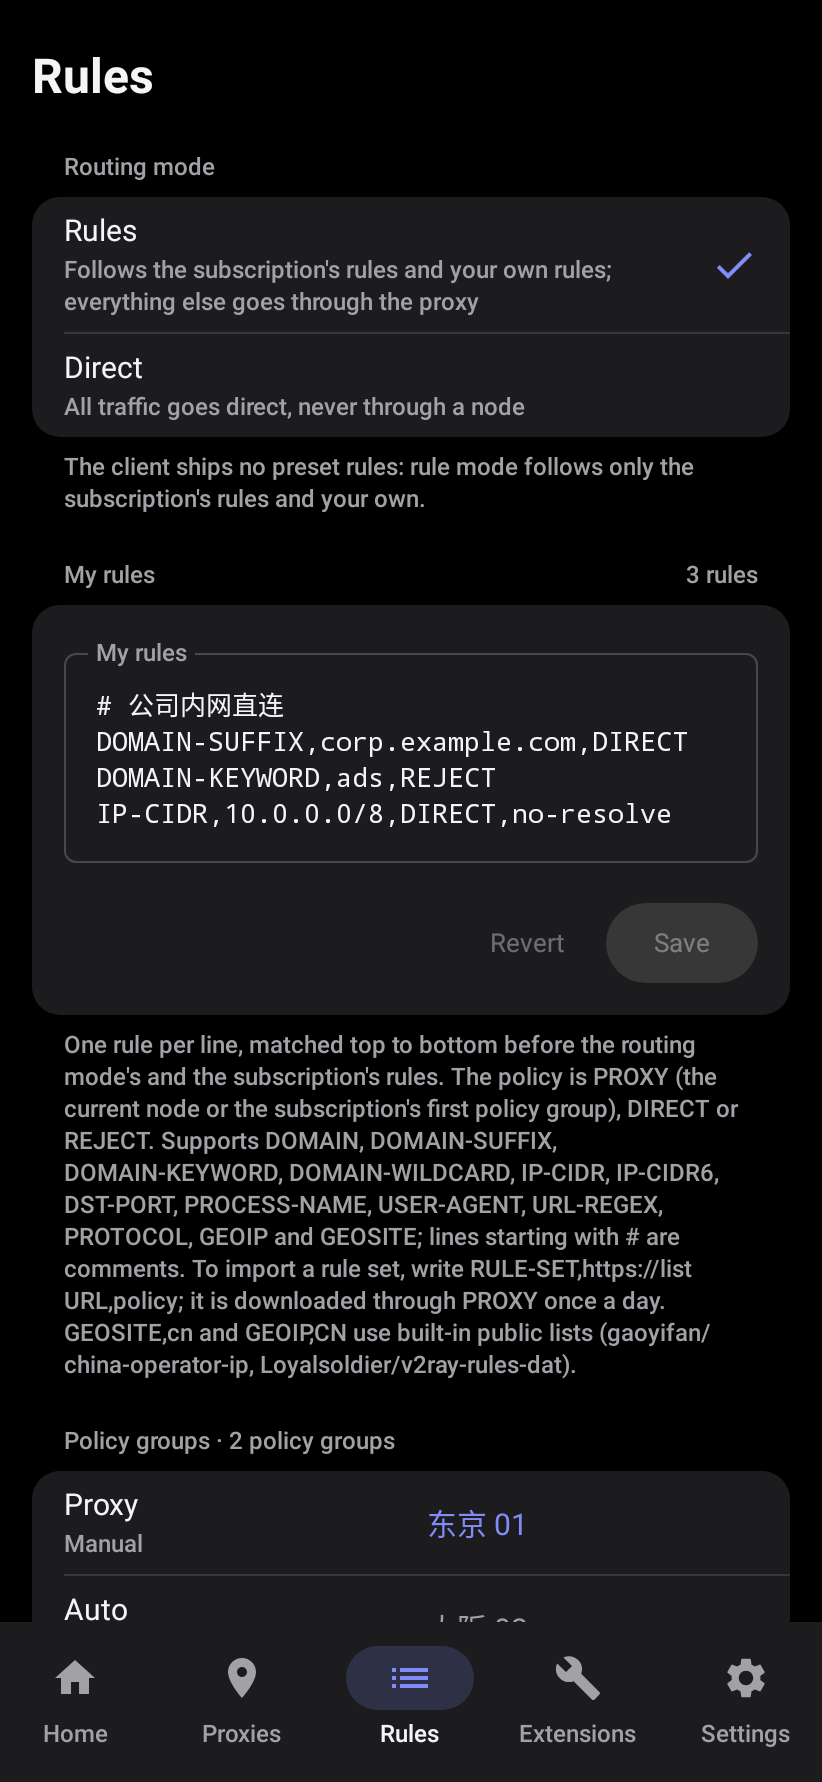 Rules
Routing mode
Rules
Follows the subscription's rules and your own rules;
everything else goes through the proxy
Direct
All traffic goes direct, never through a node
The client ships no preset rules: rule mode follows only the
subscription's rules and your own.
My rules
3 rules
My rules
# 公司内网直连
DOMAIN-SUFFIX,corp.example.com,DIRECT
DOMAIN-KEYWORD,ads,REJECT
IP-CIDR,10.0.0.0/8,DIRECT,no-resolve
Revert
Save
One rule per line, matched top to bottom before the routing
mode's and the subscription's rules. The policy is PROXY (the
current node or the subscription's first policy group), DIRECT or
REJECT. Supports DOMAIN, DOMAIN-SUFFIX,
DOMAIN-KEYWORD, DOMAIN-WILDCARD, IP-CIDR, IP-CIDR6,
DST-PORT, PROCESS-NAME, USER-AGENT, URL-REGEX,
PROTOCOL, GEOIP and GEOSITE; lines starting with # are
comments. To import a rule set, write RULE-SET,https://list
URL,policy; it is downloaded through PROXY once a day.
GEOSITE,cn and GEOIP,CN use built-in public lists (gaoyifan/
china-operator-ip, Loyalsoldier/v2ray-rules-dat).
Policy groups · 2 policy groups
Proxy
Manual
东京 01
Auto
Home
Proxies
Rules
Extensions
Settings